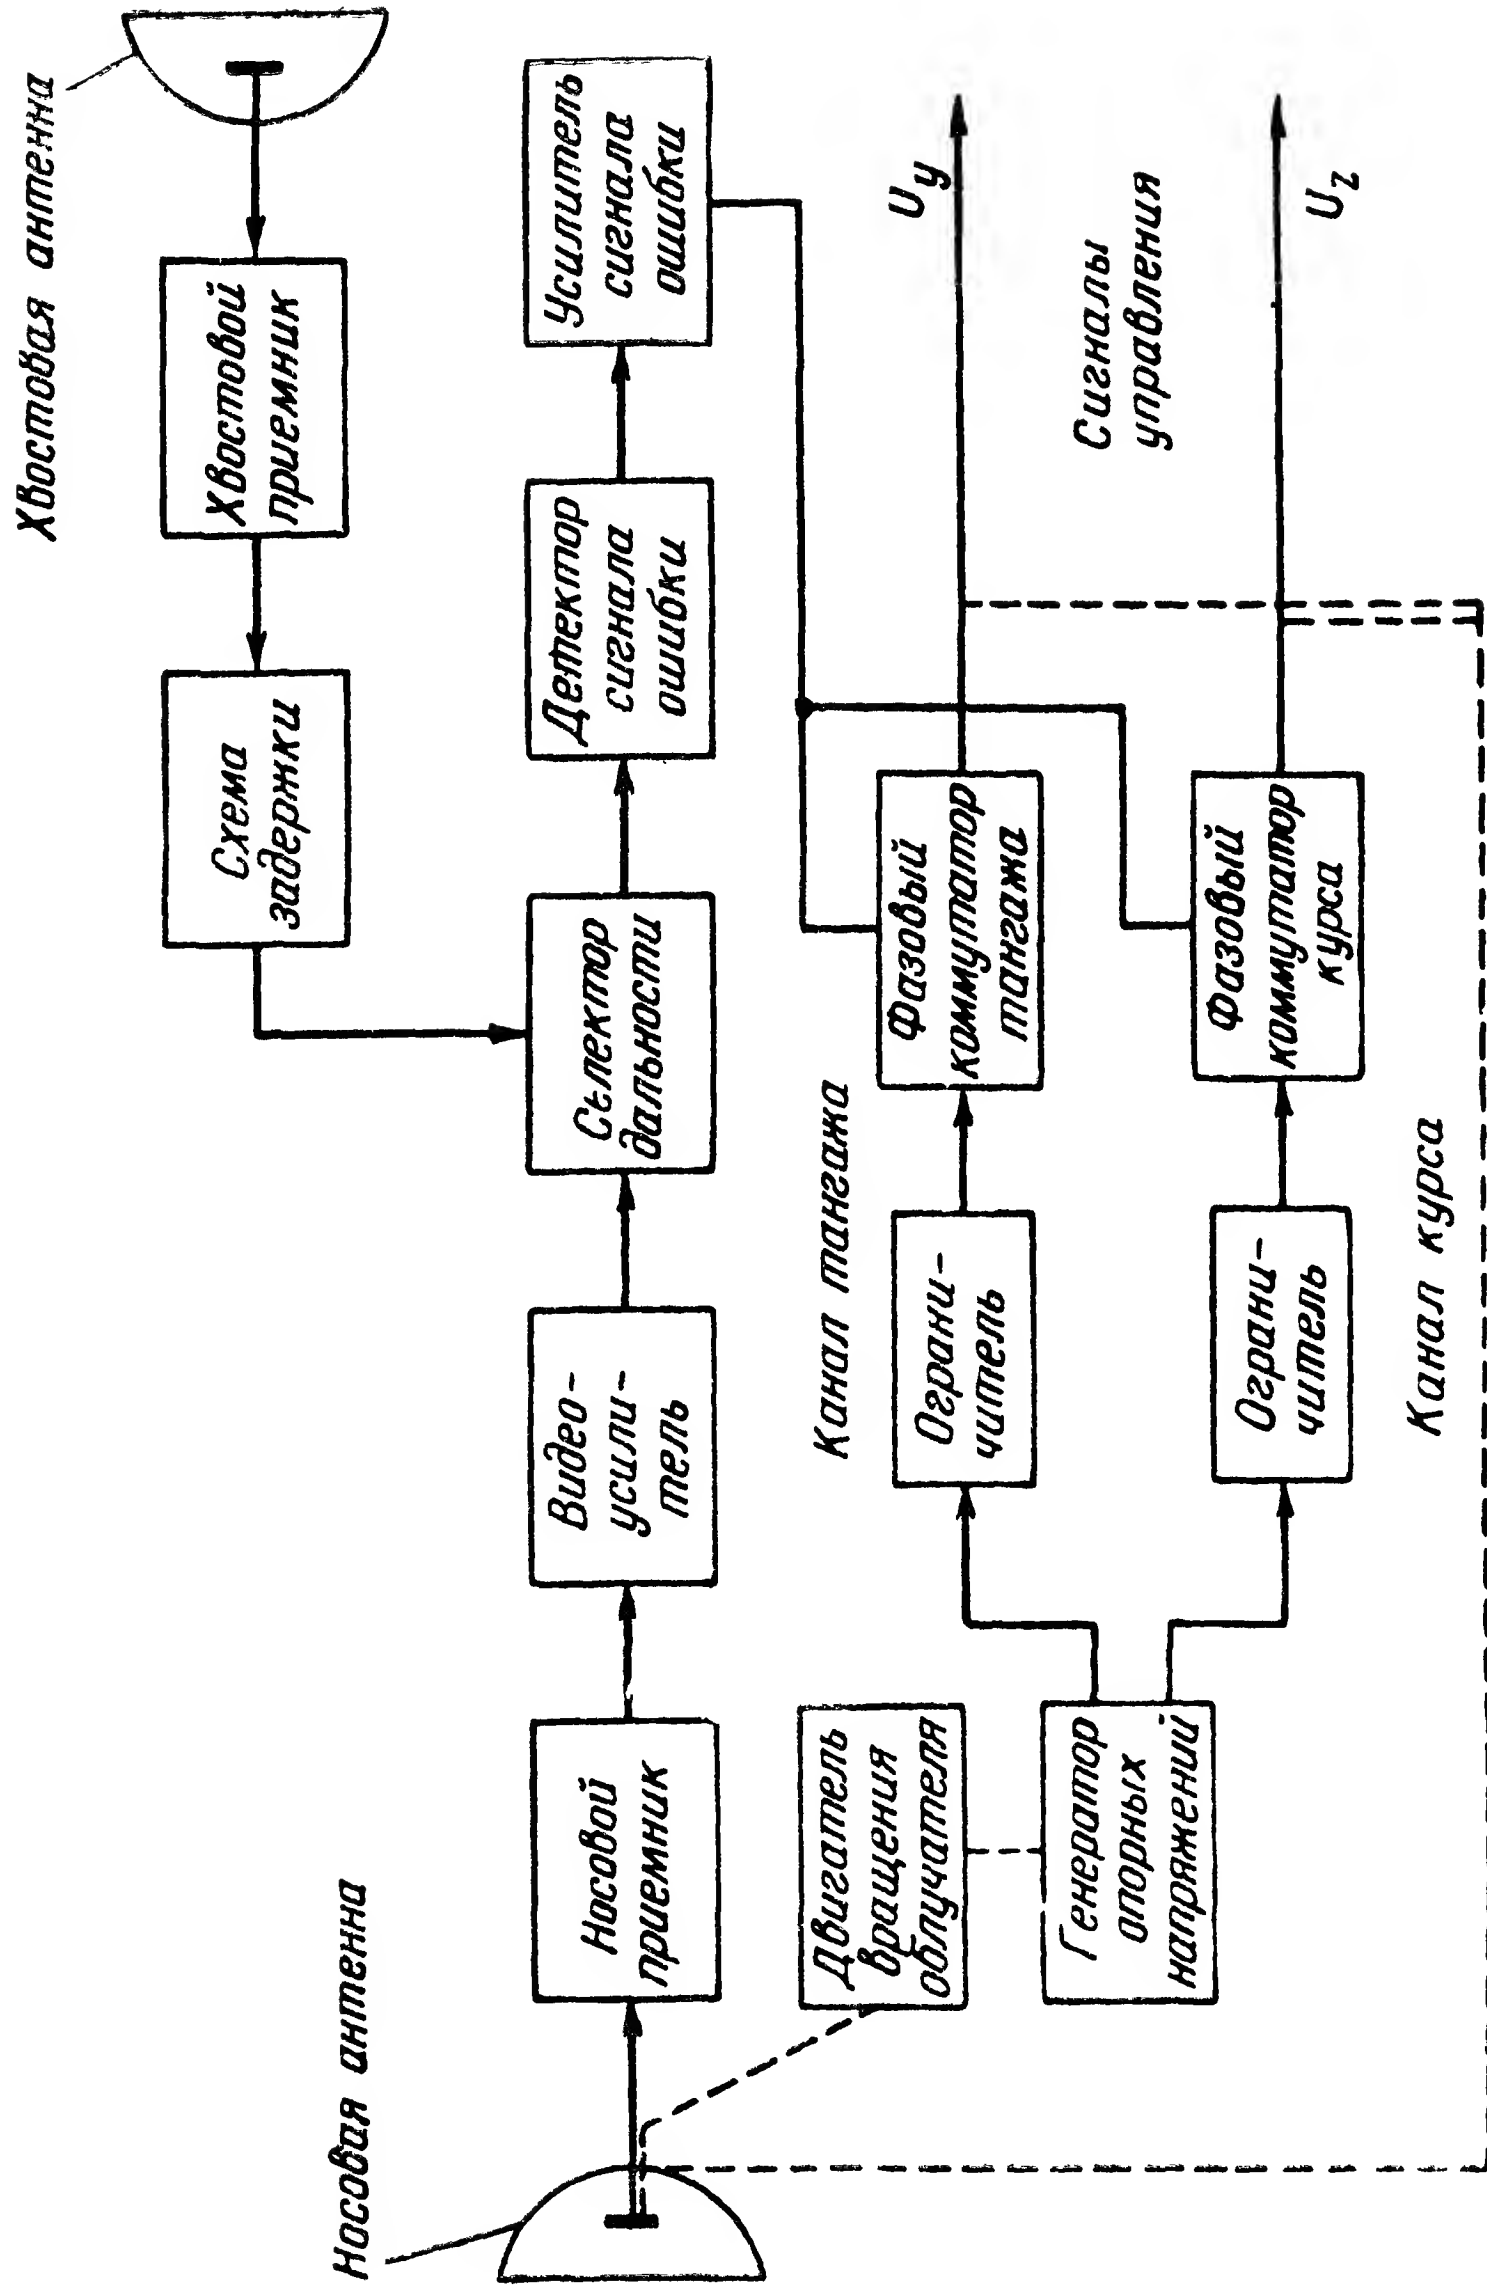 Хвостовая антенна
Хвостовой
приемник
Схема
задержки
Носовая антенна
Носовой
приемник
Видео-
усили-
тель
Селектор
дальности
Детектор
сигнала
ошибки
Усилитель
сигнала
ошибки
Двигатель
вращения
облучателя
Генератор
опорных
напряжений
Канал тангажа
Ограни-
читель
Фазовый
коммутатор
тангажа
Uy
Сигналы
управления
Ограни-
читель
Фазовый
коммутатор
курса
Uz
Канал курса